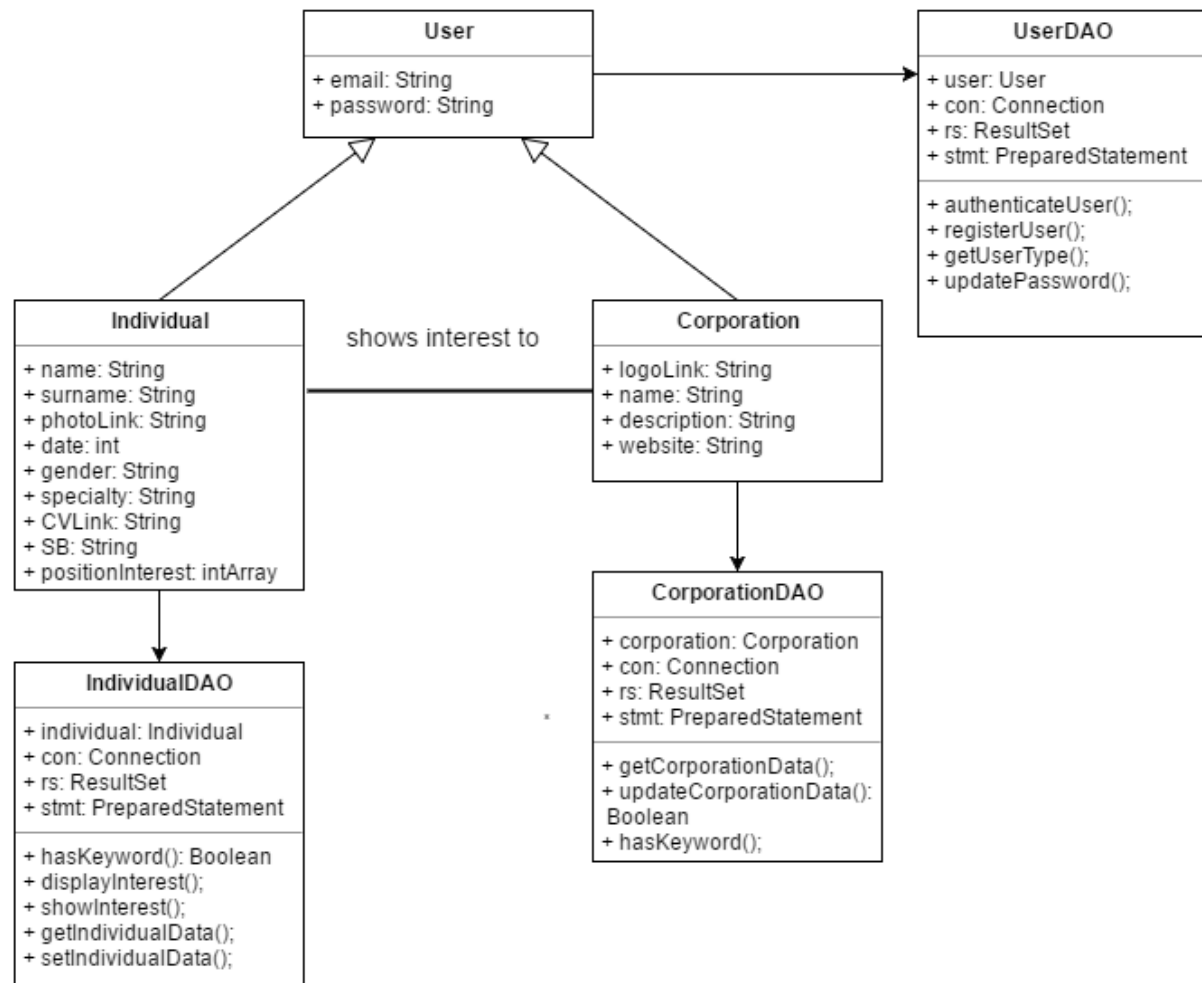 User
+ email: String
+ password: String
UserDAO
+ user: User
+ con: Connection
+ rs: ResultSet
+ stmt: PreparedStatement
+ authenticateUser();
+ registerUser();
+ getUserType();
+ updatePassword();
Individual
+ name: String
+ surname: String
+ photoLink: String
+ date: int
+ gender: String
+ specialty: String
+ CVLink: String
+ SB: String
+ positionInterest: intArray
shows interest to
Corporation
+ logoLink: String
+ name: String
+ description: String
+ website: String
IndividualDAO
+ individual: Individual
+ con: Connection
+ rs: ResultSet
+ stmt: PreparedStatement
+ hasKeyword(): Boolean
+ displayInterest();
+ showInterest();
+ getIndividualData();
+ setIndividualData();
CorporationDAO
+ corporation: Corporation
+ con: Connection
+ rs: ResultSet
+ stmt: PreparedStatement
+ getCorporationData();
+ updateCorporationData():
Boolean
+ hasKeyword();